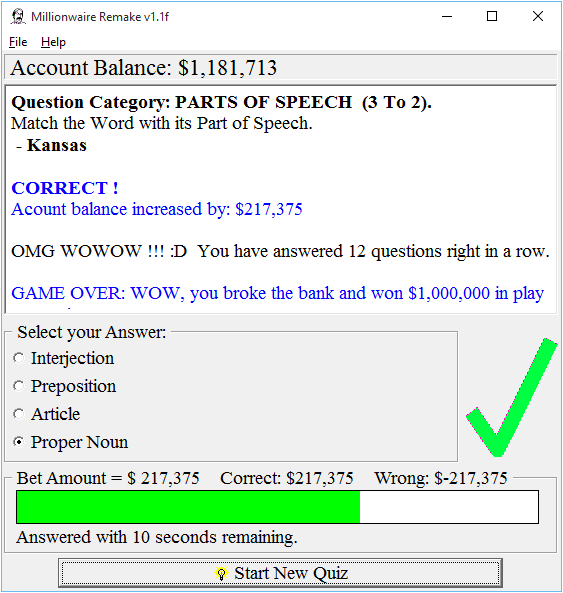 Millionwaire Remake v1.1f
File Help
Account Balance: $1,181,713
Question Category: PARTS OF SPEECH (3 To 2).
Match the Word with its Part of Speech.
- Kansas
CORRECT !
Acount balance increased by: $217,375
OMG WOWOW !!! :D You have answered 12 questions right in a row.
GAME OVER: WOW, you broke the bank and won $1,000,000 in play
Select your Answer:
Interjection
Preposition
Article
Proper Noun
Bet Amount = $ 217,375 Correct: $217,375 Wrong: $-217,375
Answered with 10 seconds remaining.
Start New Quiz